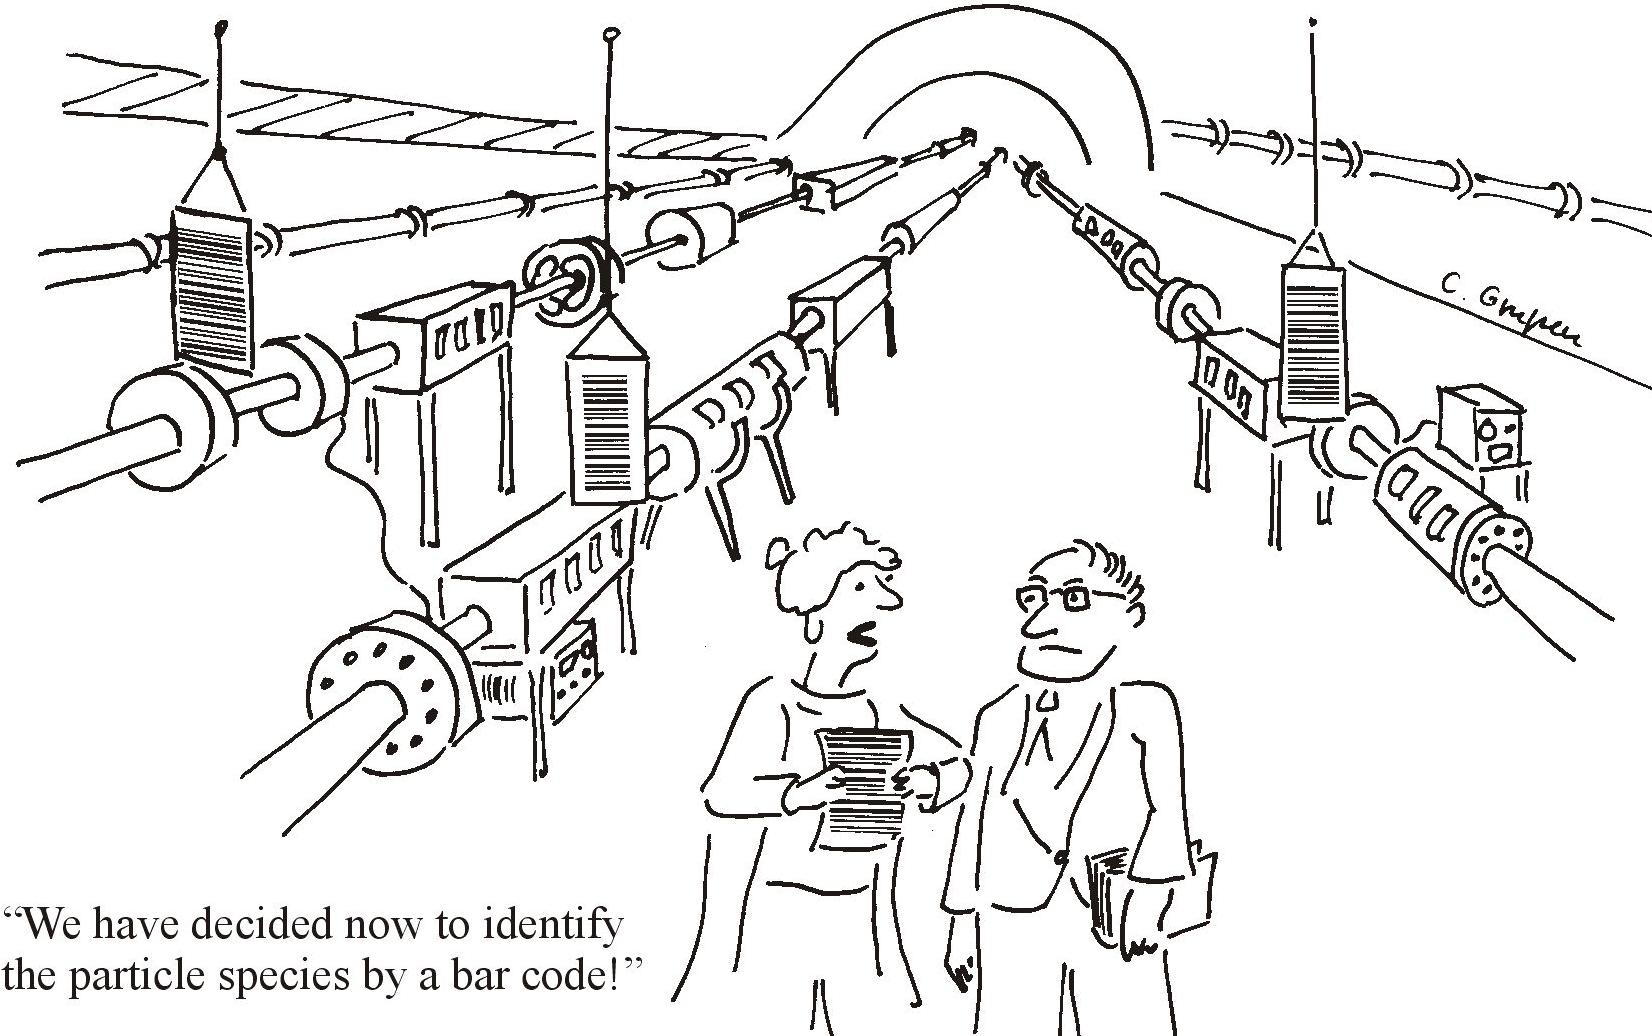 C. Grupen
“We have decided now to identify
the particle species by a bar code!”